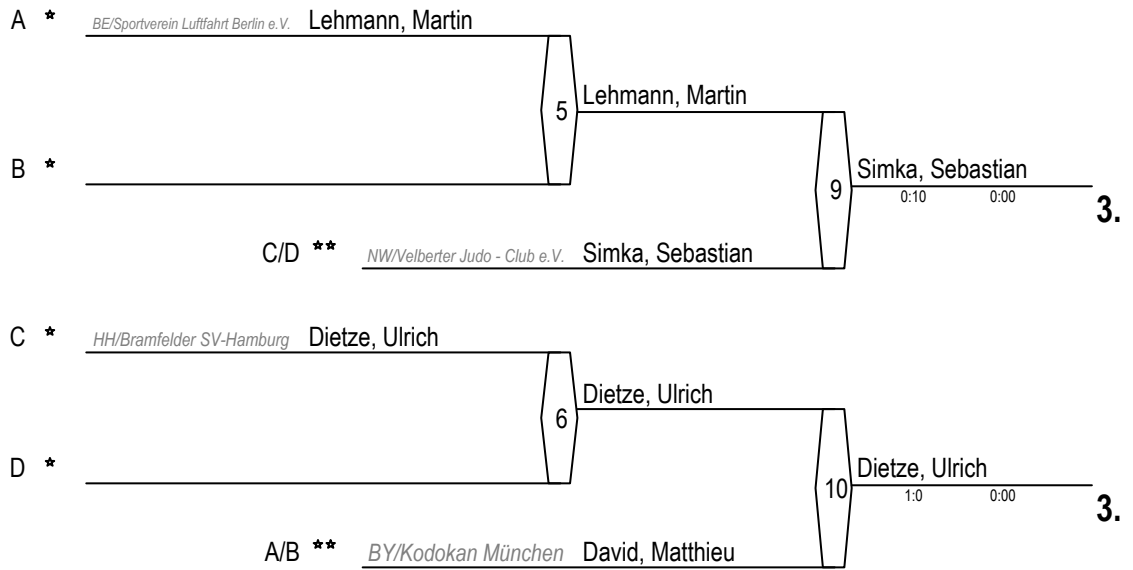 A * BE/Sportverein Luftfahrt Berlin e.V. Lehmann, Martin
5 Lehmann, Martin
B *
9 Simka, Sebastian
0:10 0:00
3.
C/D ** NW/Velberter Judo - Club e.V. Simka, Sebastian
C * HH/Bramfelder SV-Hamburg Dietze, Ulrich
6 Dietze, Ulrich
D *
10 Dietze, Ulrich
1:0 0:00
3.
A/B ** BY/Kodokan München David, Matthieu